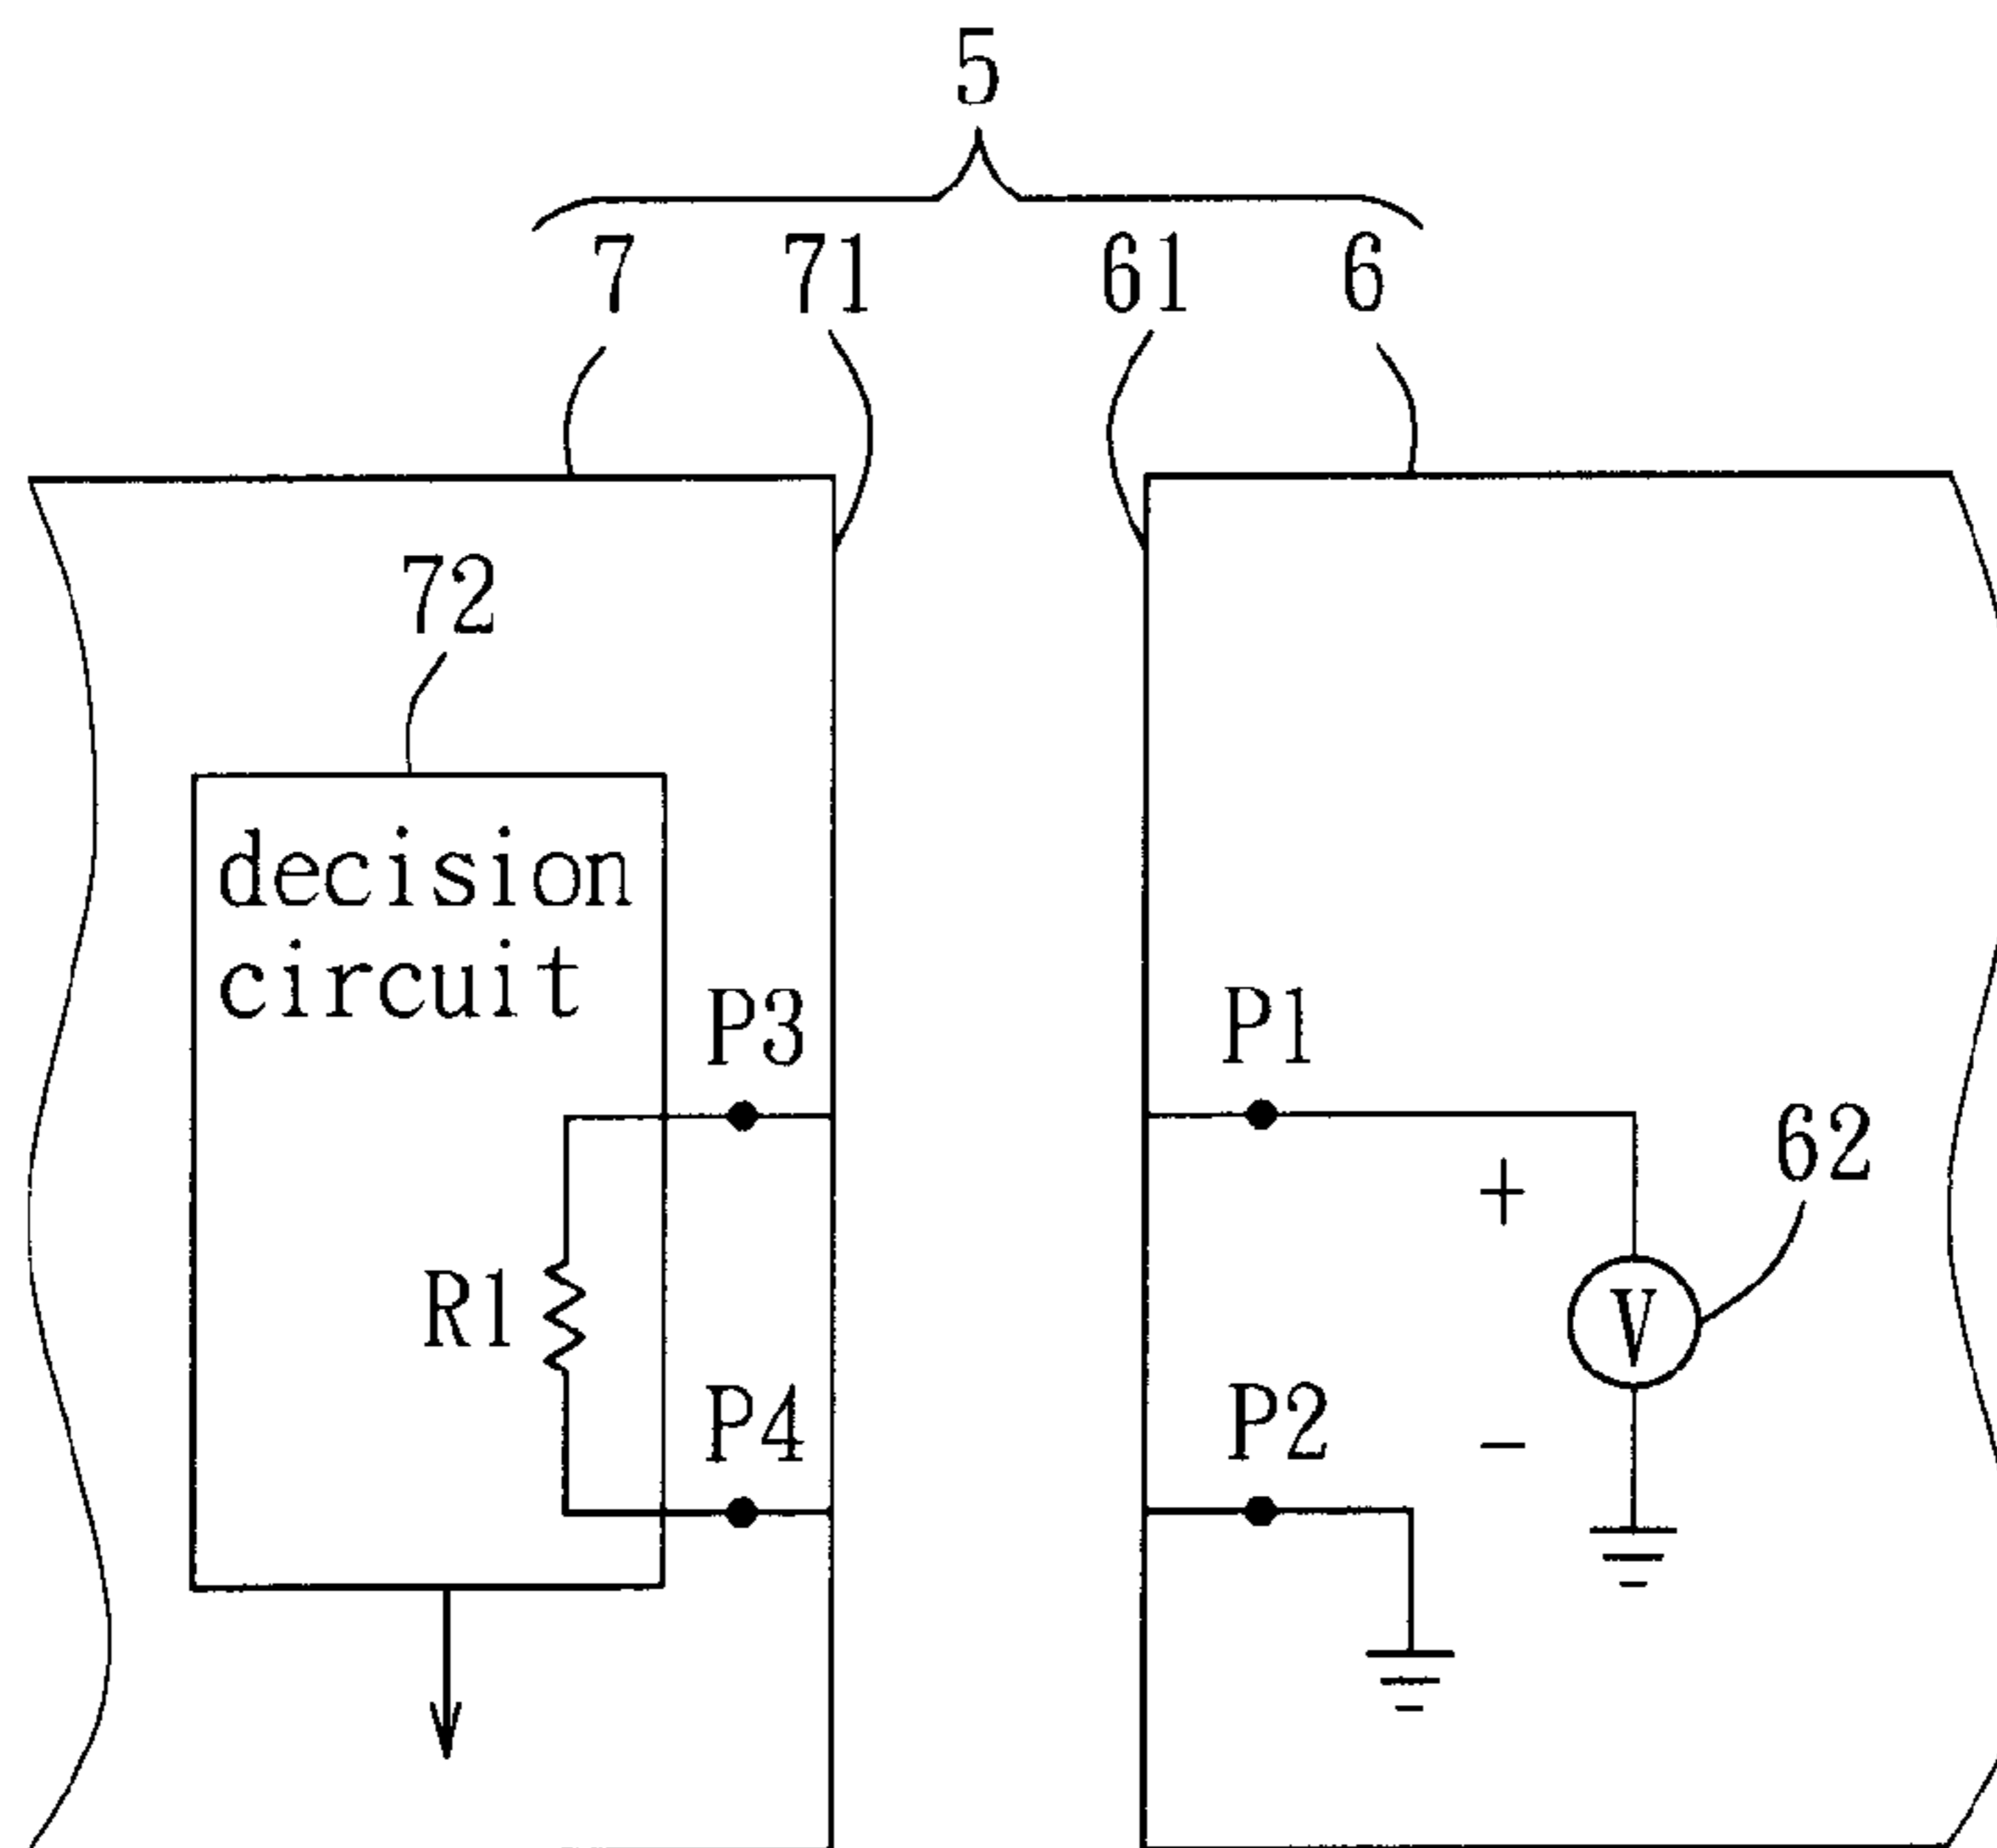 5
7 71 61 6
72
decision
circuit
P3 P1
62
+
R1 V
P4 P2
-